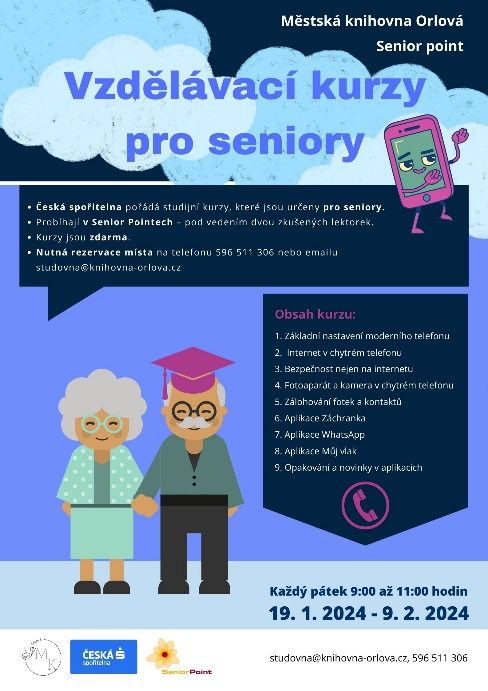 Městská knihovna Orlová
Senior point
Vzdělávací kurzy
pro seniory
• Česká spořitelna pořádá studijní kurzy, které jsou určeny pro seniory.
• Probíhají v Senior Pointech – pod vedením dvou zkušených lektorek.
• Kurzy jsou zdarma.
• Nutná rezervace místa na telefonu 596 511 306 nebo emailu
studovna@knihovna-orlova.cz
Obsah kurzu:
1. Základní nastavení moderního telefonu
2. Internet v chytrém telefonu
3. Bezpečnost nejen na internetu
4. Fotoaparát a kamera v chytrém telefonu
5. Zálohování fotek a kontaktů
6. Aplikace Záchranka
7. Aplikace WhatsApp
8. Aplikace Můj vlak
9. Opakování a novinky v aplikacích
Každý pátek 9:00 až 11:00 hodin
19. 1. 2024 - 9. 2. 2024
MK
ČESKÁ
spořitelna
SeniorPoint
studovna@knihovna-orlova.cz, 596 511 306